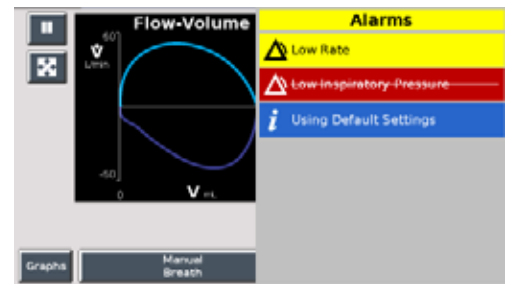 Flow-Volume
60
V̇
L/min
-60
0
V mL
Graphs
Manual
Breath
Alarms
Low Rate
Low Inspiratory Pressure
i Using Default Settings